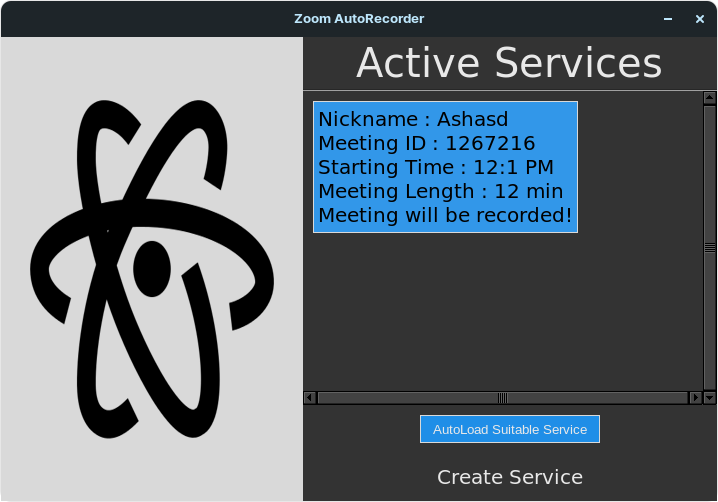 Zoom AutoRecorder
Active Services
Nickname : Ashasd
Meeting ID : 1267216
Starting Time : 12:1 PM
Meeting Length : 12 min
Meeting will be recorded!
AutoLoad Suitable Service
Create Service